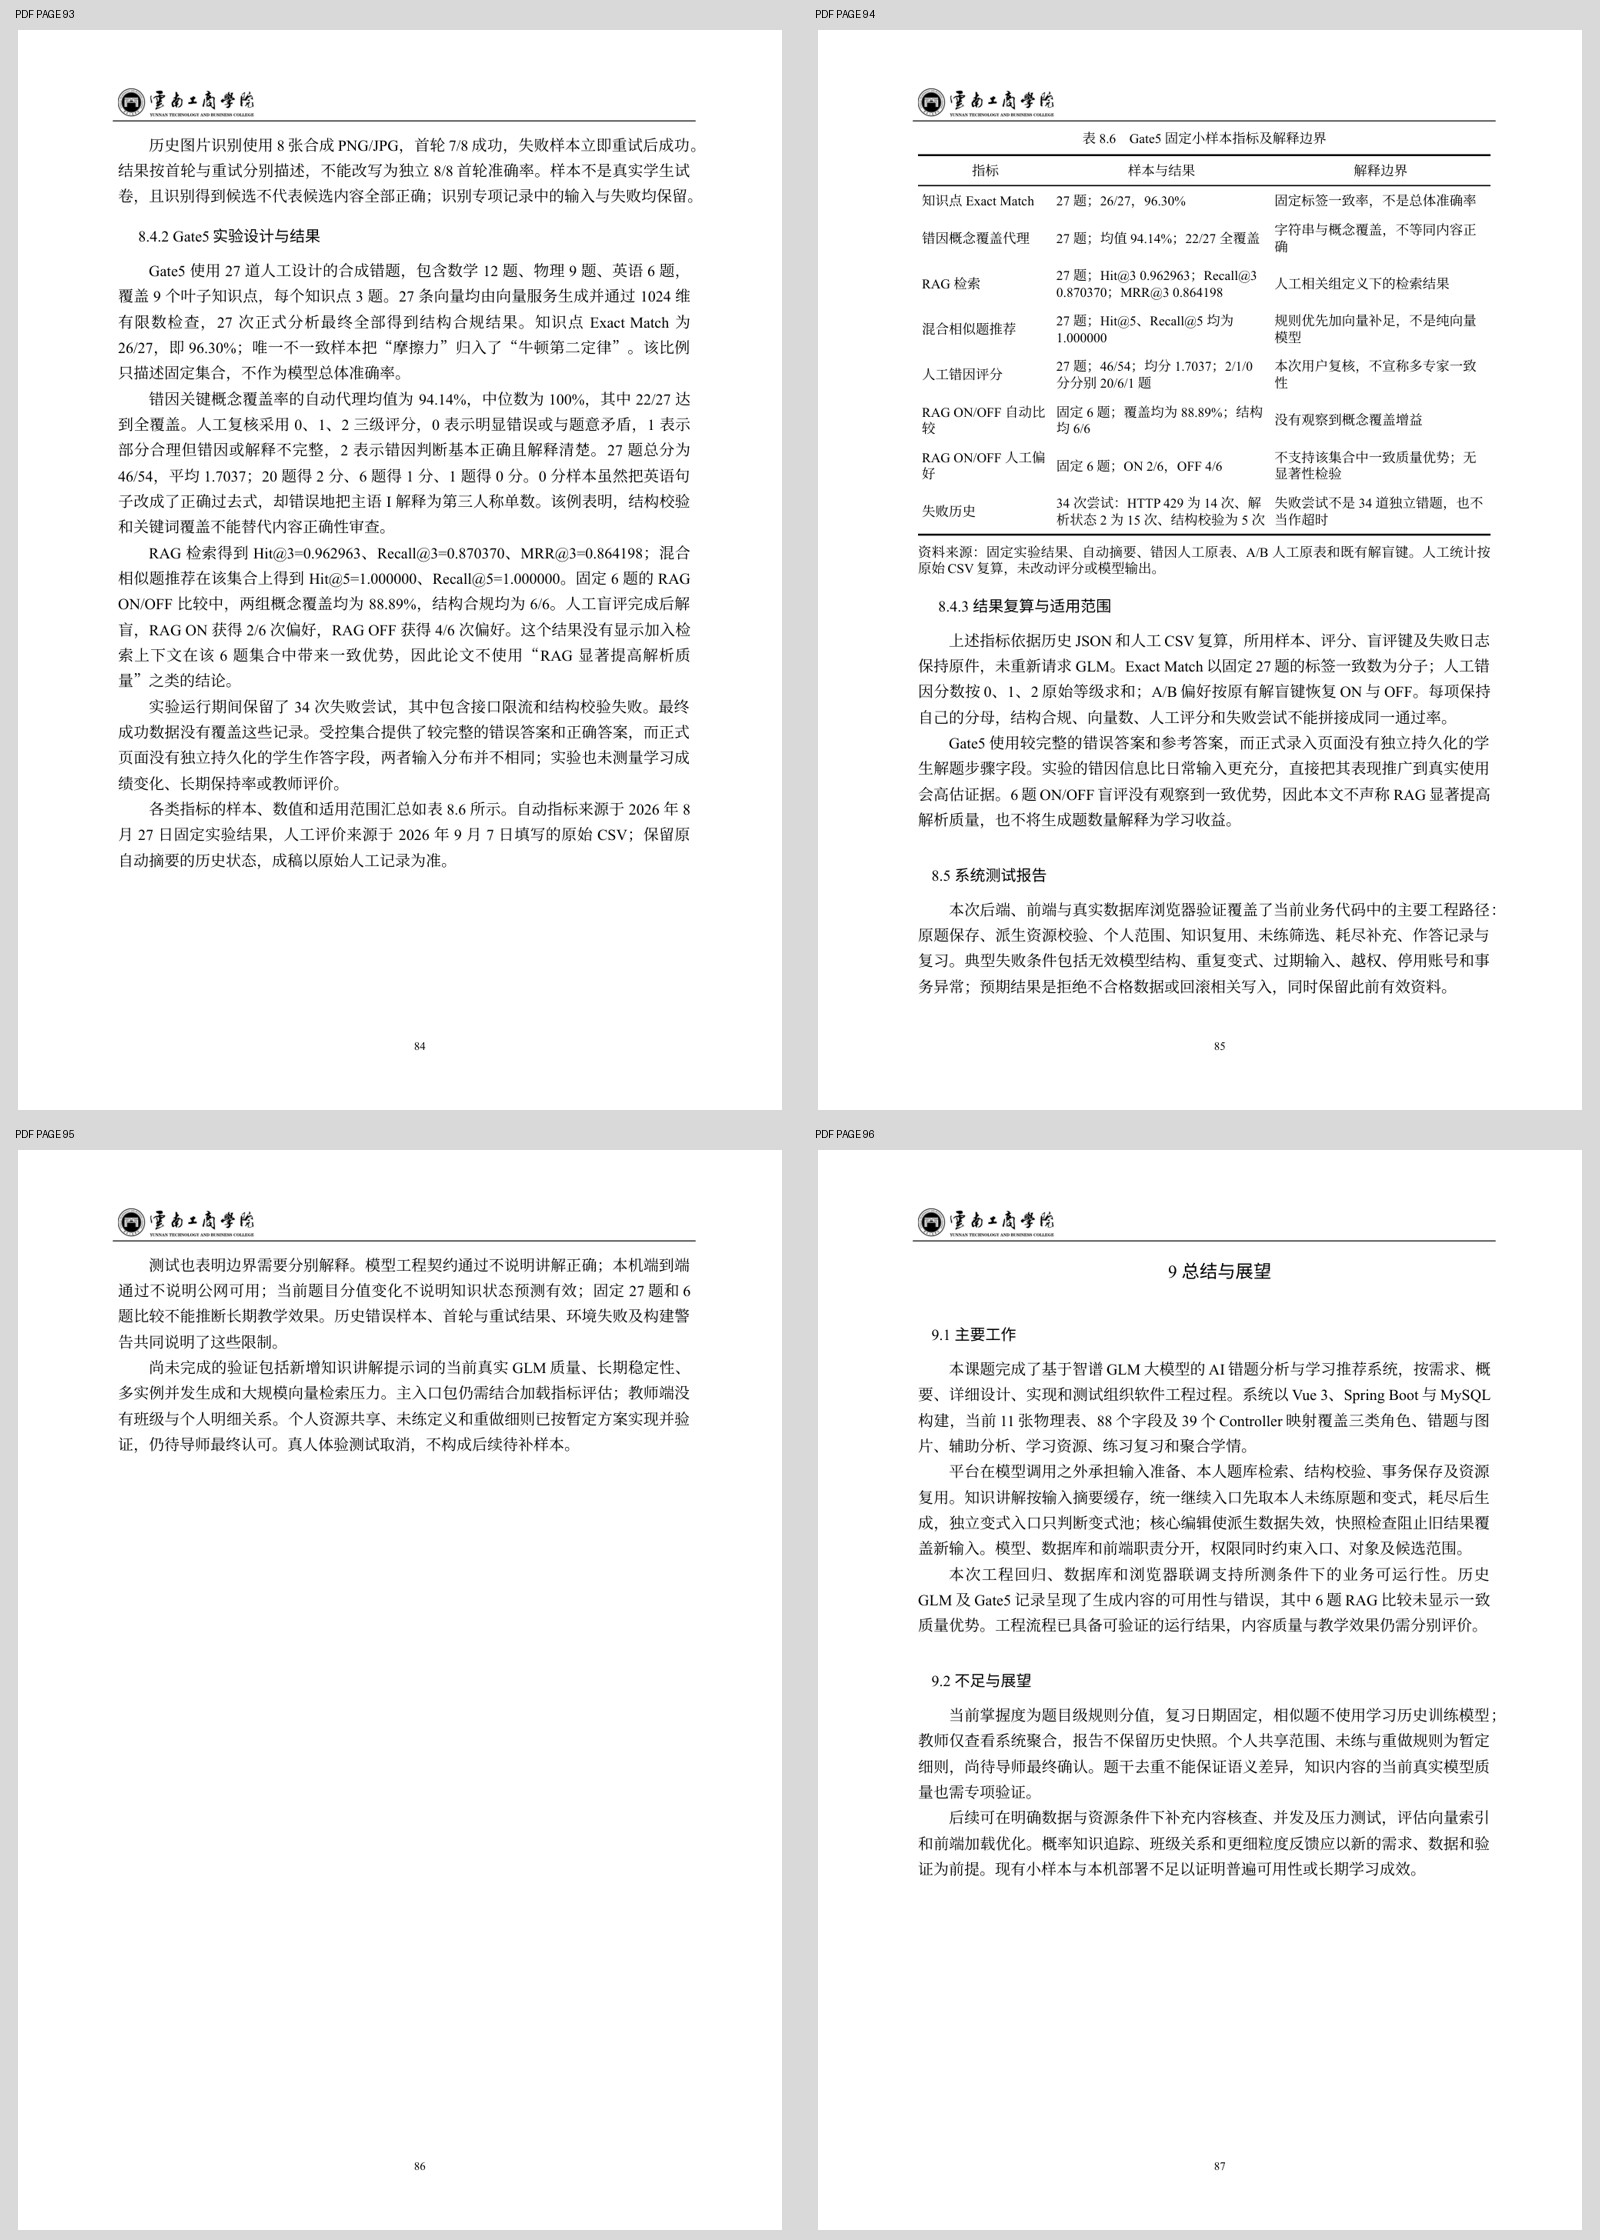 PDF PAGE 93
雲南工商學院
YUNNAN TECHNOLOGY AND BUSINESS COLLEGE
历史图片识别使用 8 张合成 PNG/JPG，首轮 7/8 成功，失败样本立即重试后成功。
结果按首轮与重试分别描述，不能改写为独立 8/8 首轮准确率。样本不是真实学生试
卷，且识别得到候选不代表候选内容全部正确；识别专项记录中的输入与失败均保留。
8.4.2 Gate5 实验设计与结果
Gate5 使用 27 道人工设计的合成错题，包含数学 12 题、物理 9 题、英语 6 题，
覆盖 9 个叶子知识点，每个知识点 3 题。27 条向量均由向量服务生成并通过 1024 维
有限数检查，27 次正式分析最终全部得到结构合规结果。知识点 Exact Match 为
26/27，即 96.30%；唯一不一致样本把“摩擦力”归入了“牛顿第二定律”。该比例
只描述固定集合，不作为模型总体准确率。
错因关键概念覆盖率的自动代理均值为 94.14%，中位数为 100%，其中 22/27 达
到全覆盖。人工复核采用 0、1、2 三级评分，0 表示明显错误或与题意矛盾，1 表示
部分合理但错因或解释不完整，2 表示错因判断基本正确且解释清楚。27 题总分为
46/54，平均 1.7037；20 题得 2 分、6 题得 1 分、1 题得 0 分。0 分样本虽然把英语句
子改成了正确过去式，却错误地把主语 I 解释为第三人称单数。该例表明，结构校验
和关键词覆盖不能替代内容正确性审查。
RAG 检索得到 Hit@3=0.962963、Recall@3=0.870370、MRR@3=0.864198；混合
相似题推荐在该集合上得到 Hit@5=1.000000、Recall@5=1.000000。固定 6 题的 RAG
ON/OFF 比较中，两组概念覆盖均为 88.89%，结构合规均为 6/6。人工盲评完成后解
盲，RAG ON 获得 2/6 次偏好，RAG OFF 获得 4/6 次偏好。这个结果没有显示加入检
索上下文在该 6 题集合中带来一致优势，因此论文不使用“RAG 显著提高解析质
量”之类的结论。
实验运行期间保留了 34 次失败尝试，其中包含接口限流和结构校验失败。最终
成功数据没有覆盖这些记录。受控集合提供了较完整的错误答案和正确答案，而正式
页面没有独立持久化的学生作答字段，两者输入分布并不相同；实验也未测量学习成
绩变化、长期保持率或教师评价。
各类指标的样本、数值和适用范围汇总如表 8.6 所示。自动指标来源于 2026 年 8
月 27 日固定实验结果，人工评价来源于 2026 年 9 月 7 日填写的原始 CSV；保留原
自动摘要的历史状态，成稿以原始人工记录为准。
84
PDF PAGE 94
雲南工商學院
YUNNAN TECHNOLOGY AND BUSINESS COLLEGE
表 8.6 Gate5 固定小样本指标及解释边界
指标 样本与结果 解释边界
知识点 Exact Match 27 题；26/27，96.30% 固定标签一致率，不是总体准确率
错因概念覆盖代理 27 题；均值 94.14%；22/27 全覆盖 字符串与概念覆盖，不等同内容正
确
RAG 检索 27 题；Hit@3 0.962963；Recall@3 人工相关组定义下的检索结果
0.870370；MRR@3 0.864198
混合相似题推荐 27 题；Hit@5、Recall@5 均为 规则优先加向量补足，不是纯向量
1.000000 模型
人工错因评分 27 题；46/54；均分 1.7037；2/1/0 本次用户复核，不宣称多专家一致
分分别 20/6/1 题 性
RAG ON/OFF 自动比 固定 6 题；覆盖均为 88.89%；结构 没有观察到概念覆盖增益
较 均 6/6
RAG ON/OFF 人工偏 固定 6 题；ON 2/6，OFF 4/6 不支持该集合中一致质量优势；无
好 显著性检验
失败历史 34 次尝试：HTTP 429 为 14 次、解 失败尝试不是 34 道独立错题，也不
析状态 2 为 15 次、结构校验为 5 次 当作超时
资料来源：固定实验结果、自动摘要、错因人工原表、A/B 人工原表和既有解盲键。人工统计按
原始 CSV 复算，未改动评分或模型输出。
8.4.3 结果复算与适用范围
上述指标依据历史 JSON 和人工 CSV 复算，所用样本、评分、盲评键及失败日志
保持原件，未重新请求 GLM。Exact Match 以固定 27 题的标签一致数为分子；人工错
因分数按 0、1、2 原始等级求和；A/B 偏好按原有解盲键恢复 ON 与 OFF。每项保持
自己的分母，结构合规、向量数、人工评分和失败尝试不能拼接成同一通过率。
Gate5 使用较完整的错误答案和参考答案，而正式录入页面没有独立持久化的学
生解题步骤字段。实验的错因信息比日常输入更充分，直接把其表现推广到真实使用
会高估证据。6 题 ON/OFF 盲评没有观察到一致优势，因此本文不声称 RAG 显著提高
解析质量，也不将生成题数量解释为学习收益。
8.5 系统测试报告
本次后端、前端与真实数据库浏览器验证覆盖了当前业务代码中的主要工程路径：
原题保存、派生资源校验、个人范围、知识复用、未练筛选、耗尽补充、作答记录与
复习。典型失败条件包括无效模型结构、重复变式、过期输入、越权、停用账号和事
务异常；预期结果是拒绝不合格数据或回滚相关写入，同时保留此前有效资料。
85
PDF PAGE 95
雲南工商學院
YUNNAN TECHNOLOGY AND BUSINESS COLLEGE
测试也表明边界需要分别解释。模型工程契约通过不说明讲解正确；本机端到端
通过不说明公网可用；当前题目分值变化不说明知识状态预测有效；固定 27 题和 6
题比较不能推断长期教学效果。历史错误样本、首轮与重试结果、环境失败及构建警
告共同说明了这些限制。
尚未完成的验证包括新增知识讲解提示词的当前真实 GLM 质量、长期稳定性、
多实例并发生成和大规模向量检索压力。主入口包仍需结合加载指标评估；教师端没
有班级与个人明细关系。个人资源共享、未练定义和重做细则已按暂定方案实现并验
证，仍待导师最终认可。真人体验测试取消，不构成后续待补样本。
86
PDF PAGE 96
雲南工商學院
YUNNAN TECHNOLOGY AND BUSINESS COLLEGE
9 总结与展望
9.1 主要工作
本课题完成了基于智谱 GLM 大模型的 AI 错题分析与学习推荐系统，按需求、概
要、详细设计、实现和测试组织软件工程过程。系统以 Vue 3、Spring Boot 与 MySQL
构建，当前 11 张物理表、88 个字段及 39 个 Controller 映射覆盖三类角色、错题与图
片、辅助分析、学习资源、练习复习和聚合学情。
平台在模型调用之外承担输入准备、本人题库检索、结构校验、事务保存及资源
复用。知识讲解按输入摘要缓存，统一继续入口先取本人未练原题和变式，耗尽后生
成，独立变式入口只判断变式池；核心编辑使派生数据失效，快照检查阻止旧结果覆
盖新输入。模型、数据库和前端职责分开，权限同时约束入口、对象及候选范围。
本次工程回归、数据库和浏览器联调支持所测条件下的业务可运行性。历史
GLM 及 Gate5 记录呈现了生成内容的可用性与错误，其中 6 题 RAG 比较未显示一致
质量优势。工程流程已具备可验证的运行结果，内容质量与教学效果仍需分别评价。
9.2 不足与展望
当前掌握度为题目级规则分值，复习日期固定，相似题不使用学习历史训练模型；
教师仅查看系统聚合，报告不保留历史快照。个人共享范围、未练与重做规则为暂定
细则，尚待导师最终确认。题干去重不能保证语义差异，知识内容的当前真实模型质
量也需专项验证。
后续可在明确数据与资源条件下补充内容核查、并发及压力测试，评估向量索引
和前端加载优化。概率知识追踪、班级关系和更细粒度反馈应以新的需求、数据和验
证为前提。现有小样本与本机部署不足以证明普遍可用性或长期学习成效。
87